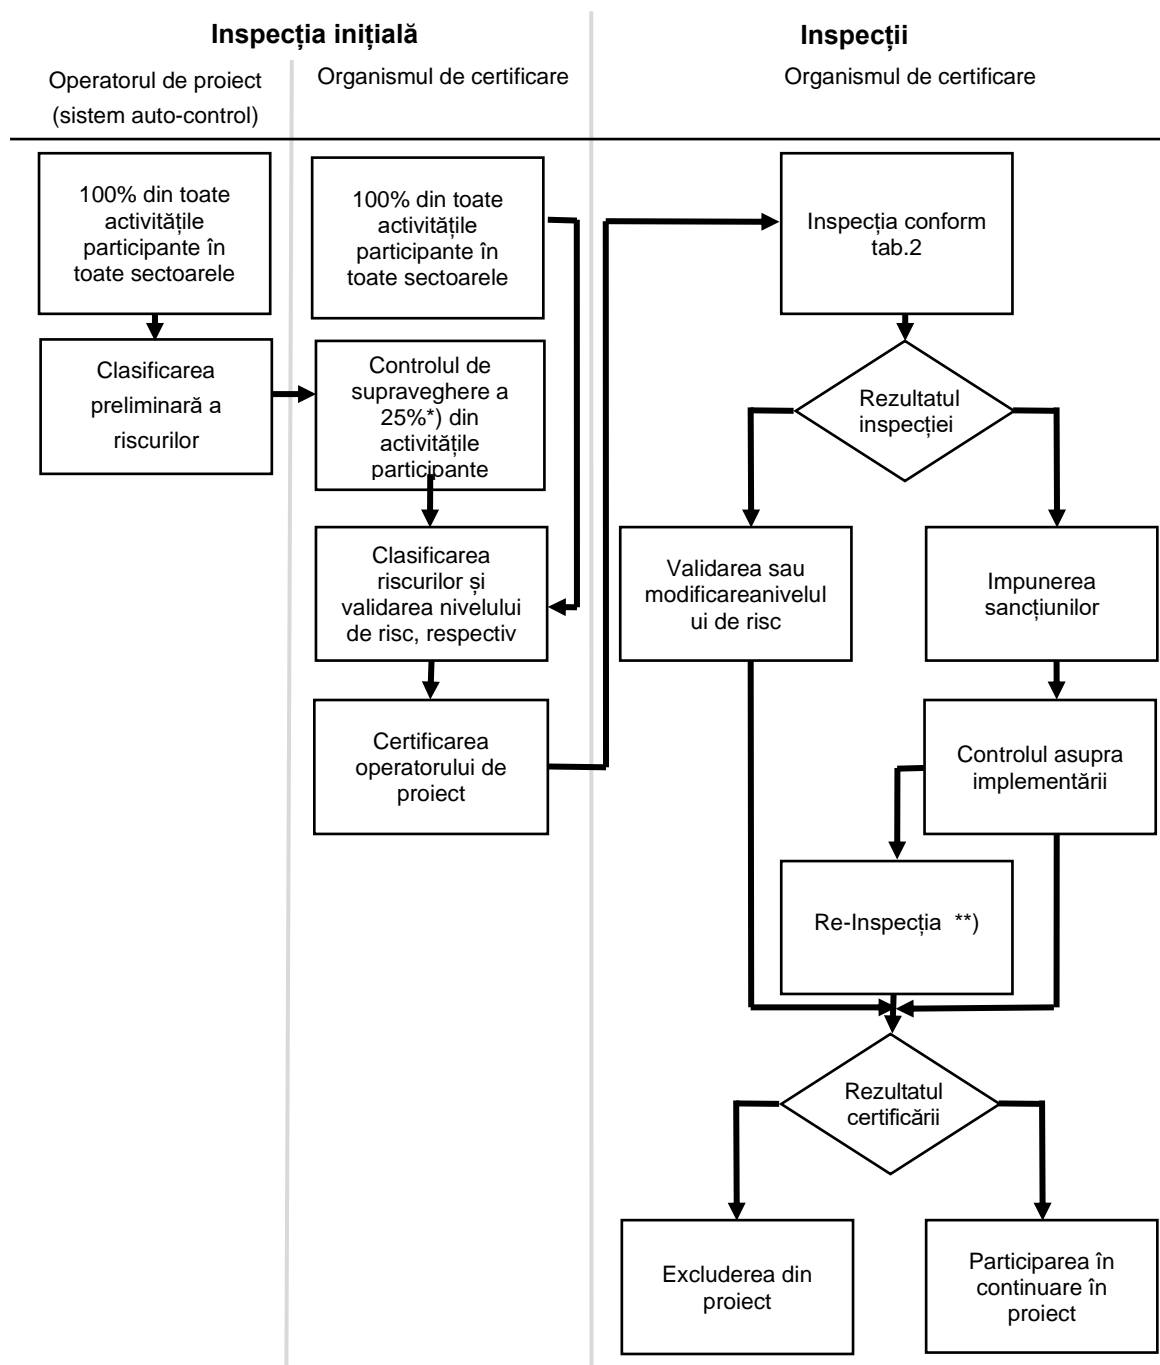 Inspecția inițială
Inspecții
Operatorul de proiect
(sistem auto-control)
Organismul de certificare
Organismul de certificare
100% din toate
activitățile
participante în
toate sectoarele
100% din toate
activitățile
participante în
toate sectoarele
Inspecția conform
tab.2
Clasificarea
preliminară a
riscurilor
Controlul de
supraveghere a
25%*) din
activitățile
participante
Rezultatul
inspecției
Clasificarea
riscurilor și
validarea nivelului
de risc, respectiv
Validarea sau
modificareanivelul
ui de risc
Impunerea
sancțiunilor
Certificarea
operatorului de
proiect
Controlul asupra
implementării
Re-Inspecția **)
Rezultatul
certificării
Excluderea din
proiect
Participarea în
continuare în
proiect